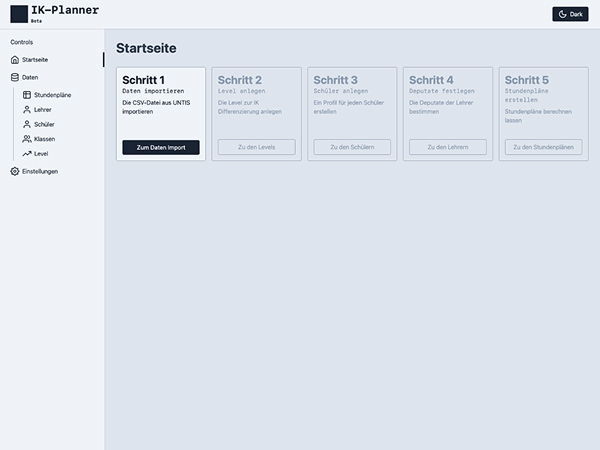 IK-Planner
Beta
Dark
Controls
Startseite
Daten
Stundenpläne
Lehrer
Schüler
Klassen
Level
Einstellungen
Startseite
Schritt 1
Daten importieren
Die CSV-Datei aus UNTIS
importieren
Zum Daten Import
Schritt 2
Level anlegen
Die Level zur IK
Differenzierung anlegen
Zu den Levels
Schritt 3
Schüler anlegen
Ein Profil für jeden Schüler
erstellen
Zu den Schülern
Schritt 4
Deputate festlegen
Die Deputate der Lehrer
bestimmen
Zu den Lehrern
Schritt 5
Stundenpläne
erstellen
Stundenpläne berechnen
lassen
Zu den Stundenplänen